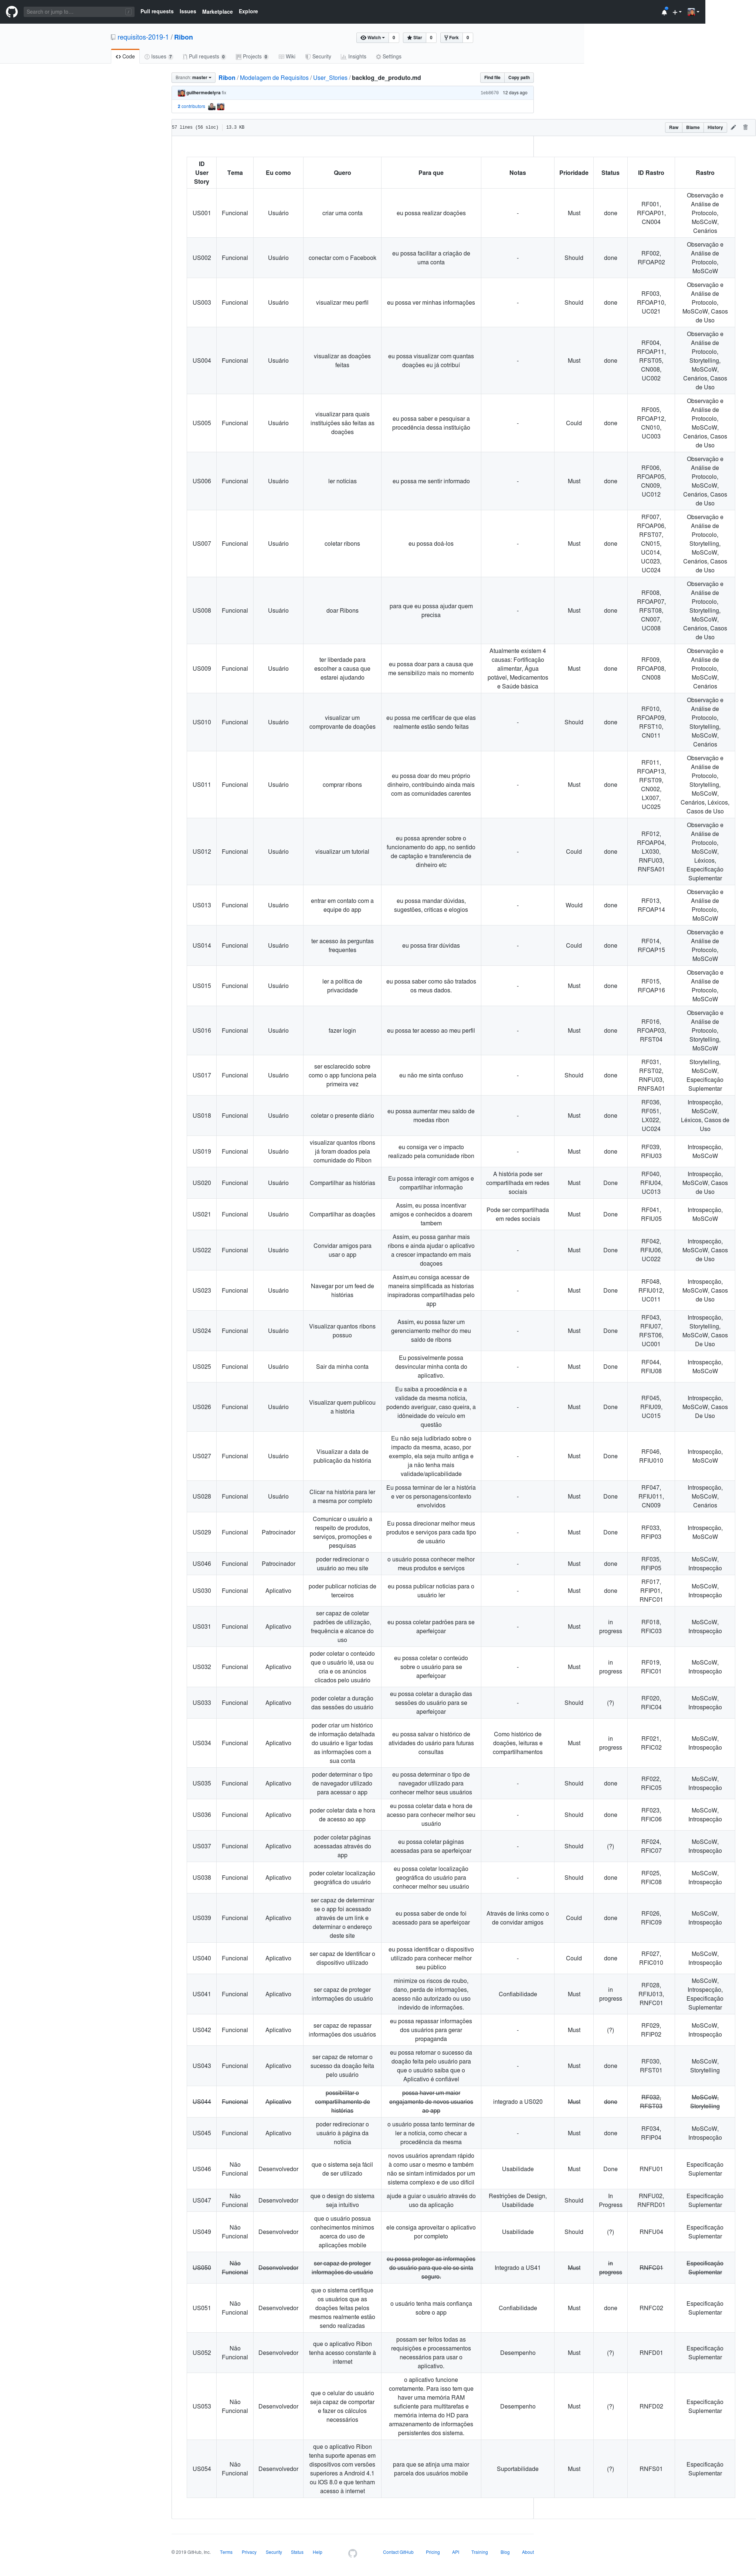 Search or jump to… / Pull requests Issues Marketplace Explore
requisitos-2019-1 / Ribon Watch 0 Star 0 Fork 0
Code Issues 7 Pull requests 0 Projects 0 Wiki Security Insights Settings
Branch: master Ribon / Modelagem de Requisitos / User_Stories / backlog_de_produto.md Find file Copy path
guilhermedelyra fix 12 days ago
2 contributors
57 lines (56 sloc) 13.3 KB Raw Blame History
ID User Story Tema Eu como Quero Para que Notas Prioridade Status ID Rastro Rastro
US001 Funcional Usuário criar uma conta eu possa realizar doações - Must done RF001, RFOAP01, CN004 Observação e Análise de Protocolo, MoSCoW, Cenários
US002 Funcional Usuário conectar com o Facebook eu possa facilitar a criação de uma conta - Should done RF002, RFOAP02 Observação e Análise de Protocolo, MoSCoW
US003 Funcional Usuário visualizar meu perfil eu possa ver minhas informações - Should done RF003, RFOAP10, UC021 Observação e Análise de Protocolo, MoSCoW, Casos de Uso
US004 Funcional Usuário visualizar as doações feitas eu possa visualizar com quantas doações eu já cotribui - Must done RF004, RFOAP11, RFST05, CN008, UC002 Observação e Análise de Protocolo, Storytelling, MoSCoW, Cenários, Casos de Uso
US005 Funcional Usuário visualizar para quais instituições são feitas as doações eu possa saber e pesquisar a procedência dessa instituição - Could done RF005, RFOAP12, CN010, UC003 Observação e Análise de Protocolo, MoSCoW, Cenários, Casos de Uso
US006 Funcional Usuário ler notícias eu possa me sentir informado - Must done RF006, RFOAP05, CN009, UC012 Observação e Análise de Protocolo, MoSCoW, Cenários, Casos de Uso
US007 Funcional Usuário coletar ribons eu possa doá-los - Must done RF007, RFOAP06, RFST07, CN015, UC014, UC023, UC024 Observação e Análise de Protocolo, Storytelling, MoSCoW, Cenários, Casos de Uso
US008 Funcional Usuário doar Ribons para que eu possa ajudar quem precisa - Must done RF008, RFOAP07, RFST08, CN007, UC008 Observação e Análise de Protocolo, Storytelling, MoSCoW, Cenários, Casos de Uso
US009 Funcional Usuário ter liberdade para escolher a causa que estarei ajudando eu possa doar para a causa que me sensibilizo mais no momento Atualmente existem 4 causas: Fortificação alimentar, Água potável, Medicamentos e Saúde básica Must done RF009, RFOAP08, CN008 Observação e Análise de Protocolo, MoSCoW, Cenários
US010 Funcional Usuário visualizar um comprovante de doações eu possa me certificar de que elas realmente estão sendo feitas - Should done RF010, RFOAP09, RFST10, CN011 Observação e Análise de Protocolo, Storytelling, MoSCoW, Cenários
US011 Funcional Usuário comprar ribons eu possa doar do meu próprio dinheiro, contribuindo ainda mais com as comunidades carentes - Must done RF011, RFOAP13, RFST09, CN002, LX007, UC025 Observação e Análise de Protocolo, Storytelling, MoSCoW, Cenários, Léxicos, Casos de Uso
US012 Funcional Usuário visualizar um tutorial eu possa aprender sobre o funcionamento do app, no sentido de captação e transferencia de dinheiro etc - Could done RF012, RFOAP04, LX030, RNFU03, RNFSA01 Observação e Análise de Protocolo, MoSCoW, Léxicos, Especificação Suplementar
US013 Funcional Usuário entrar em contato com a equipe do app eu possa mandar dúvidas, sugestões, criticas e elogios - Would done RF013, RFOAP14 Observação e Análise de Protocolo, MoSCoW
US014 Funcional Usuário ter acesso às perguntas frequentes eu possa tirar dúvidas - Could done RF014, RFOAP15 Observação e Análise de Protocolo, MoSCoW
US015 Funcional Usuário ler a política de privacidade eu possa saber como são tratados os meus dados. - Must done RF015, RFOAP16 Observação e Análise de Protocolo, MoSCoW
US016 Funcional Usuário fazer login eu possa ter acesso ao meu perfil - Must done RF016, RFOAP03, RFST04 Observação e Análise de Protocolo, Storytelling, MoSCoW
US017 Funcional Usuário ser esclarecido sobre como o app funciona pela primeira vez eu não me sinta confuso - Should done RF031, RFST02, RNFU03, RNFSA01 Storytelling, MoSCoW, Especificação Suplementar
US018 Funcional Usuário coletar o presente diário eu possa aumentar meu saldo de moedas ribon - Must done RF036, RF051, LX022, UC024 Introspecção, MoSCoW, Léxicos, Casos de Uso
US019 Funcional Usuário visualizar quantos ribons já foram doados pela comunidade do Ribon eu consiga ver o impacto realizado pela comunidade ribon - Must done RF039, RFIU03 Introspecção, MoSCoW
US020 Funcional Usuário Compartilhar as histórias Eu possa interagir com amigos e compartilhar informação A história pode ser compartilhada em redes sociais Must Done RF040, RFIU04, UC013 Introspecção, MoSCoW, Casos de Uso
US021 Funcional Usuário Compartilhar as doações Assim, eu possa incentivar amigos e conhecidos a doarem tambem Pode ser compartilhada em redes sociais Must Done RF041, RFIU05 Introspecção, MoSCoW
US022 Funcional Usuário Convidar amigos para usar o app Assim, eu possa ganhar mais ribons e ainda ajudar o aplicativo a crescer impactando em mais doaçoes - Must Done RF042, RFIU06, UC022 Introspecção, MoSCoW, Casos de Uso
US023 Funcional Usuário Navegar por um feed de histórias Assim,eu consiga acessar de maneira simplificada as historias inspiradoras compartilhadas pelo app - Must Done RF048, RFIU012, UC011 Introspecção, MoSCoW, Casos de Uso
US024 Funcional Usuário Visualizar quantos ribons possuo Assim, eu possa fazer um gerenciamento melhor do meu saldo de ribons - Must Done RF043, RFIU07, RFST06, UC001 Introspecção, Storytelling, MoSCoW, Casos De Uso
US025 Funcional Usuário Sair da minha conta Eu possivelmente possa desvincular minha conta do aplicativo. - Must Done RF044, RFIU08 Introspecção, MoSCoW
US026 Funcional Usuário Visualizar quem publicou a história Eu saiba a procedência e a validade da mesma noticia, podendo averiguar, caso queira, a idôneidade do veículo em questão - Must Done RF045, RFIU09, UC015 Introspecção, MoSCoW, Casos De Uso
US027 Funcional Usuário Visualizar a data de publicação da história Eu não seja ludibriado sobre o impacto da mesma, acaso, por exemplo, ela seja muito antiga e ja não tenha mais validade/aplicabilidade - Must Done RF046, RFIU010 Introspecção, MoSCoW
US028 Funcional Usuário Clicar na história para ler a mesma por completo Eu possa terminar de ler a história e ver os personagens/contexto envolvidos - Must Done RF047, RFIU011, CN009 Introspecção, MoSCoW, Cenários
US029 Funcional Patrocinador Comunicar o usuário a respeito de produtos, serviços, promoções e pesquisas Eu possa direcionar melhor meus produtos e serviços para cada tipo de usuário - Must Done RF033, RFIP03 Introspecção, MoSCoW
US046 Funcional Patrocinador poder redirecionar o usuário ao meu site o usuário possa conhecer melhor meus produtos e serviços - Must done RF035, RFIP05 MoSCoW, Introspecção
US030 Funcional Aplicativo poder publicar noticias de terceiros eu possa publicar notícias para o usuário ler - Must done RF017, RFIP01, RNFC01 MoSCoW, Introspecção
US031 Funcional Aplicativo ser capaz de coletar padrões de utilização, frequência e alcance do uso eu possa coletar padrões para se aperfeiçoar - Must in progress RF018, RFIC03 MoSCoW, Introspecção
US032 Funcional Aplicativo poder coletar o conteúdo que o usuário lê, usa ou cria e os anúncios clicados pelo usuário eu possa coletar o conteúdo sobre o usuário para se aperfeiçoar - Must in progress RF019, RFIC01 MoSCoW, Introspecção
US033 Funcional Aplicativo poder coletar a duração das sessões do usuário eu possa coletar a duração das sessões do usuário para se aperfeiçoar - Should (?) RF020, RFIC04 MoSCoW, Introspecção
US034 Funcional Aplicativo poder criar um histórico de informação detalhada do usuário e ligar todas as informações com a sua conta eu possa salvar o histórico de atividades do usário para futuras consultas Como histórico de doações, leituras e compartilhamentos Must in progress RF021, RFIC02 MoSCoW, Introspecção
US035 Funcional Aplicativo poder determinar o tipo de navegador utilizado para acessar o app eu possa determinar o tipo de navegador utilizado para conhecer melhor seus usuários - Should done RF022, RFIC05 MoSCoW, Introspecção
US036 Funcional Aplicativo poder coletar data e hora de acesso ao app eu possa coletar data e hora de acesso para conhecer melhor seu usuário - Should done RF023, RFIC06 MoSCoW, Introspecção
US037 Funcional Aplicativo poder coletar páginas acessadas através do app eu possa coletar páginas acessadas para se aperfeiçoar - Should (?) RF024, RFIC07 MoSCoW, Introspecção
US038 Funcional Aplicativo poder coletar localização geográfica do usuário eu possa coletar localização geográfica do usuário para conhecer melhor seu usuário - Should done RF025, RFIC08 MoSCoW, Introspecção
US039 Funcional Aplicativo ser capaz de determinar se o app foi acessado através de um link e determinar o endereço deste site eu possa saber de onde foi acessado para se aperfeiçoar Através de links como o de convidar amigos Could done RF026, RFIC09 MoSCoW, Introspecção
US040 Funcional Aplicativo ser capaz de Identificar o dispositivo utilizado eu possa identificar o dispositivo utilizado para conhecer melhor seu público - Could done RF027, RFIC010 MoSCoW, Introspecção
US041 Funcional Aplicativo ser capaz de proteger informações do usuário minimize os riscos de roubo, dano, perda de informações, acesso não autorizado ou uso indevido de informações. Confiabilidade Must in progress RF028, RFIU013, RNFC01 MoSCoW, Introspecção, Especificação Suplementar
US042 Funcional Aplicativo ser capaz de repassar informações dos usuários eu possa repassar informações dos usuários para gerar propaganda - Must (?) RF029, RFIP02 MoSCoW, Introspecção
US043 Funcional Aplicativo ser capaz de retornar o sucesso da doação feita pelo usuário eu possa retornar o sucesso da doação feita pelo usuário para que o usuário saiba que o Aplicativo é confiável - Must done RF030, RFST01 MoSCoW, Storytelling
US044 Funcional Aplicativo possibilitar o compartilhamento de histórias possa haver um maior engajamento de novos usuarios ao app integrado a US020 Must done RF032, RFST03 MoSCoW, Storytelling
US045 Funcional Aplicativo poder redirecionar o usuário à página da notícia o usuário possa tanto terminar de ler a notícia, como checar a procedência da mesma - Must done RF034, RFIP04 MoSCoW, Introspecção
US046 Não Funcional Desenvolvedor que o sistema seja fácil de ser utilizado novos usuários aprendam rápido à como usar o mesmo e também não se sintam intimidados por um sistema complexo e de uso difícil Usabilidade Must Done RNFU01 Especificação Suplementar
US047 Não Funcional Desenvolvedor que o design do sistema seja intuitivo ajude a guiar o usuário através do uso da aplicação Restrições de Design, Usabilidade Should In Progress RNFU02, RNFRD01 Especificação Suplementar
US049 Não Funcional Desenvolvedor que o usuário possua conhecimentos mínimos acerca do uso de aplicações mobile ele consiga aproveitar o aplicativo por completo Usabilidade Should (?) RNFU04 Especificação Suplementar
US050 Não Funcional Desenvolvedor ser capaz de proteger informações do usuário eu possa proteger as informações do usuário para que ele se sinta seguro. Integrado a US41 Must in progress RNFC01 Especificação Suplementar
US051 Não Funcional Desenvolvedor que o sistema certifique os usuários que as doações feitas pelos mesmos realmente estão sendo realizadas o usuário tenha mais confiança sobre o app Confiabilidade Must done RNFC02 Especificação Suplementar
US052 Não Funcional Desenvolvedor que o aplicativo Ribon tenha acesso constante à internet possam ser feitos todas as requisições e processamentos necessários para usar o aplicativo. Desempenho Must (?) RNFD01 Especificação Suplementar
US053 Não Funcional Desenvolvedor que o celular do usuário seja capaz de comportar e fazer os cálculos necessários o aplicativo funcione corretamente. Para isso tem que haver uma memória RAM suficiente para multitarefas e memória interna do HD para armazenamento de informações persistentes dos sistema. Desempenho Must (?) RNFD02 Especificação Suplementar
US054 Não Funcional Desenvolvedor que o aplicativo Ribon tenha suporte apenas em dispositivos com versões superiores a Android 4.1 ou IOS 8.0 e que tenham acesso à internet para que se atinja uma maior parcela dos usuários mobile Suportabilidade Must (?) RNFS01 Especificação Suplementar
© 2019 GitHub, Inc. Terms Privacy Security Status Help Contact GitHub Pricing API Training Blog About